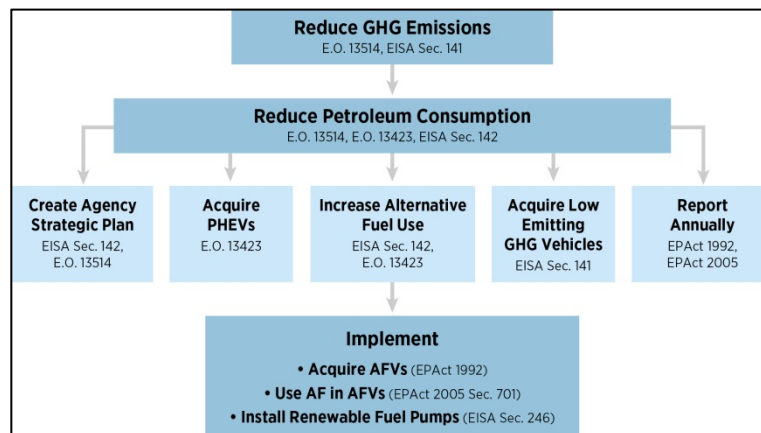 Reduce GHG Emissions
E.O. 13514, EISA Sec. 141
Reduce Petroleum Consumption
E.O. 13514, E.O. 13423, EISA Sec. 142
Create Agency
Strategic Plan
EISA Sec. 142,
E.O. 13514
Acquire
PHEVs
E.O. 13423
Increase Alternative
Fuel Use
EISA Sec. 142,
E.O. 13423
Acquire Low
Emitting
GHG Vehicles
EISA Sec. 141
Report
Annually
EPAct 1992,
EPAct 2005
Implement
• Acquire AFVs (EPAct 1992)
• Use AF in AFVs (EPAct 2005 Sec. 701)
• Install Renewable Fuel Pumps (EISA Sec. 246)